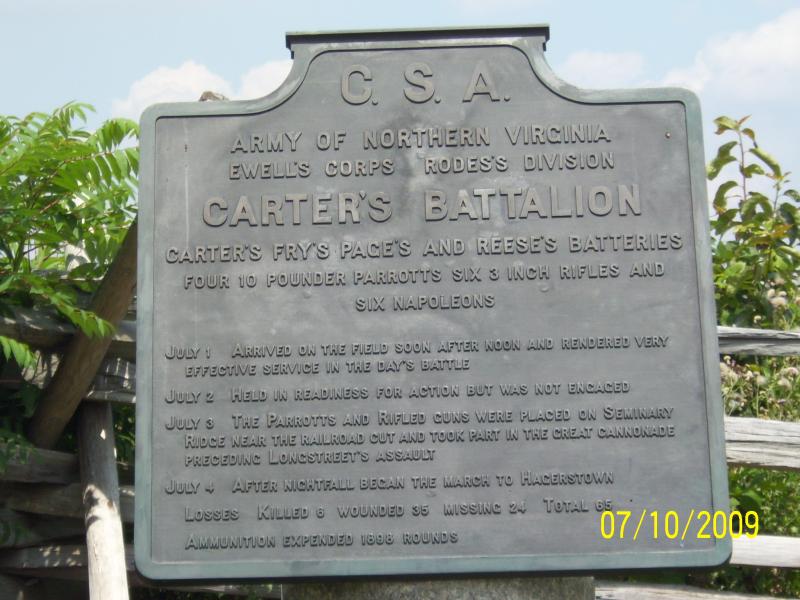 C. S. A.
ARMY OF NORTHERN VIRGINIA
EWELL'S CORPS RODES'S DIVISION
CARTER'S BATTALION
CARTER'S FRY'S PAGE'S AND REESE'S BATTERIES
FOUR 10 POUNDER PARROTTS SIX 3 INCH RIFLES AND
SIX NAPOLEONS
JULY 1 ARRIVED ON THE FIELD SOON AFTER NOON AND RENDERED VERY
EFFECTIVE SERVICE IN THE DAY'S BATTLE
JULY 2 HELD IN READINESS FOR ACTION BUT WAS NOT ENGAGED
JULY 3 THE PARROTTS AND RIFLED GUNS WERE PLACED ON SEMINARY
RIDGE NEAR THE RAILROAD CUT AND TOOK PART IN THE GREAT CANNONADE
PRECEDING LONGSTREET'S ASSAULT
JULY 4 AFTER NIGHTFALL BEGAN THE MARCH TO HAGERSTOWN
LOSSES KILLED 6 WOUNDED 35 MISSING 24 TOTAL 65
AMMUNITION EXPENDED 1898 ROUNDS
07/10/2009